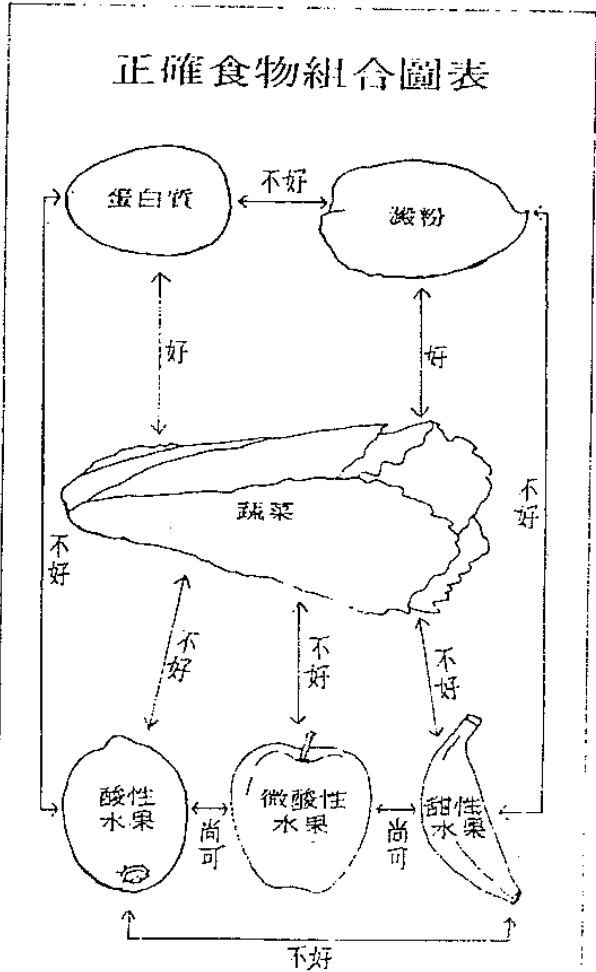 正確食物組合圖表
蛋白质
不好
澱粉
好
好
蔬菜
不好
不好
不好
不好
不好
酸性
水果
尚可
微酸性
水果
尚可
甜性
水果
不好